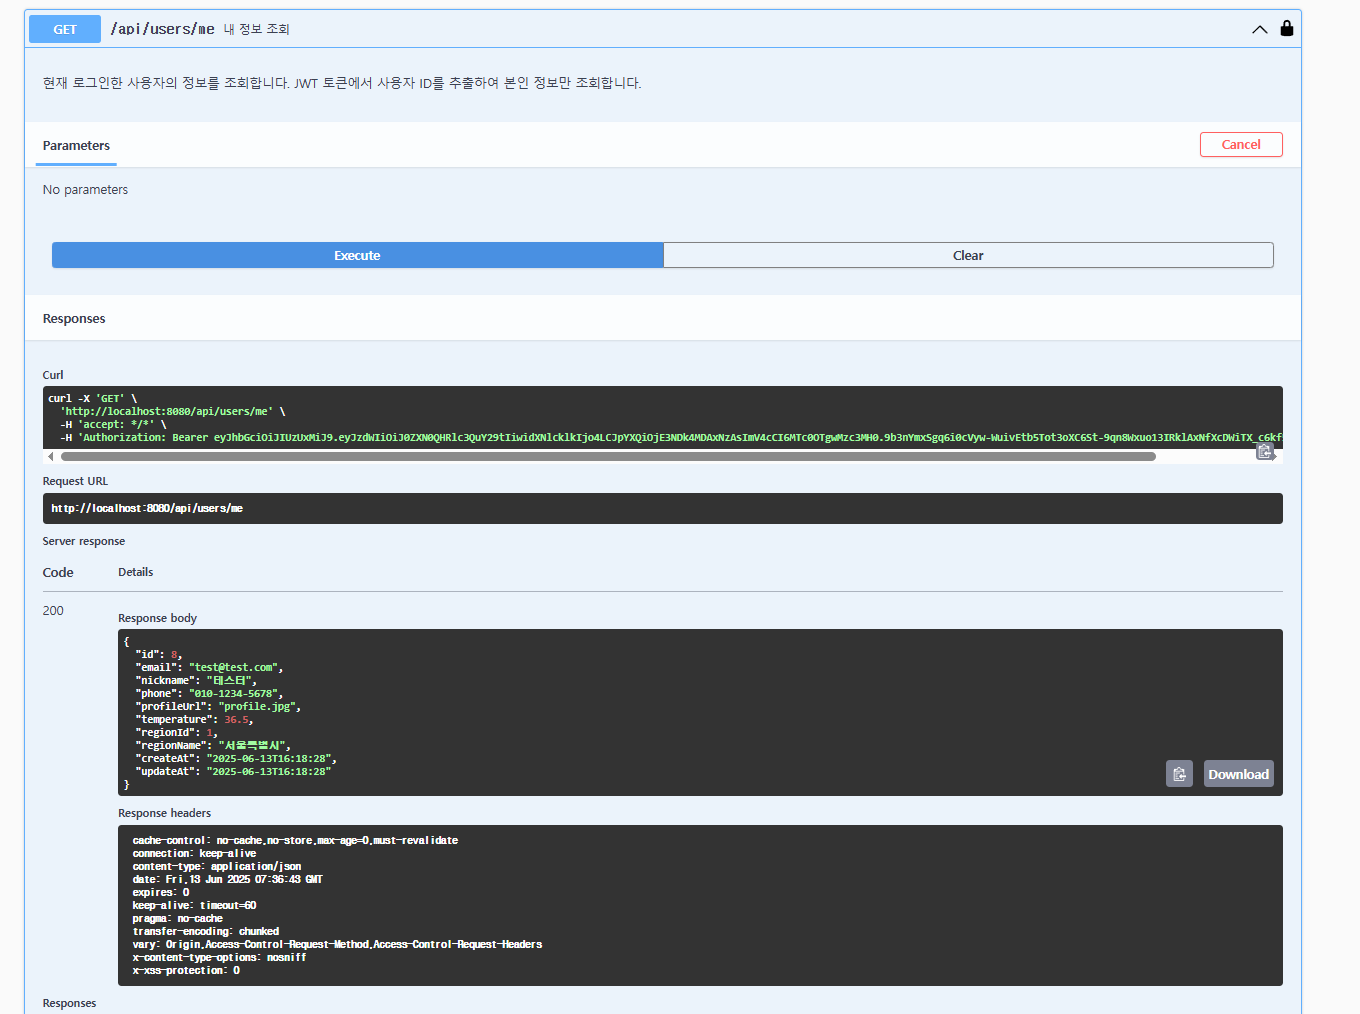 GET /api/users/me 내 정보 조회
현재 로그인한 사용자의 정보를 조회합니다. JWT 토큰에서 사용자 ID를 추출하여 본인 정보만 조회합니다.
Parameters
Cancel
No parameters
Execute
Clear
Responses
Curl
curl -X 'GET' \
'http://localhost:8080/api/users/me' \
-H 'accept: */*' \
-H 'Authorization: Bearer
Request URL
http://localhost:8080/api/users/me
Server response
Code Details
200
Response body
{
"id": 8,
"email": "test@test.com",
"nickname": "테스터",
"phone": "010-1234-5678",
"profileUrl": "profile.jpg",
"temperature": 36.5,
"regionId": 1,
"regionName": "서울특별시",
"createAt": "2025-06-13T16:18:28",
"updateAt": "2025-06-13T16:18:28"
}
Download
Response headers
cache-control: no-cache,no-store,max-age=0,must-revalidate
connection: keep-alive
content-type: application/json
date: Fri,13 Jun 2025 07:36:43 GMT
expires: 0
keep-alive: timeout=60
pragma: no-cache
transfer-encoding: chunked
vary: Origin,Access-Control-Request-Method,Access-Control-Request-Headers
x-content-type-options: nosniff
x-xss-protection: 0
Responses